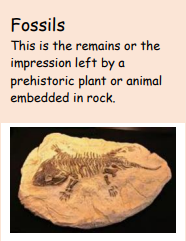 Fossils
This is the remains or the
impression left by a
prehistoric plant or animal
embedded in rock.